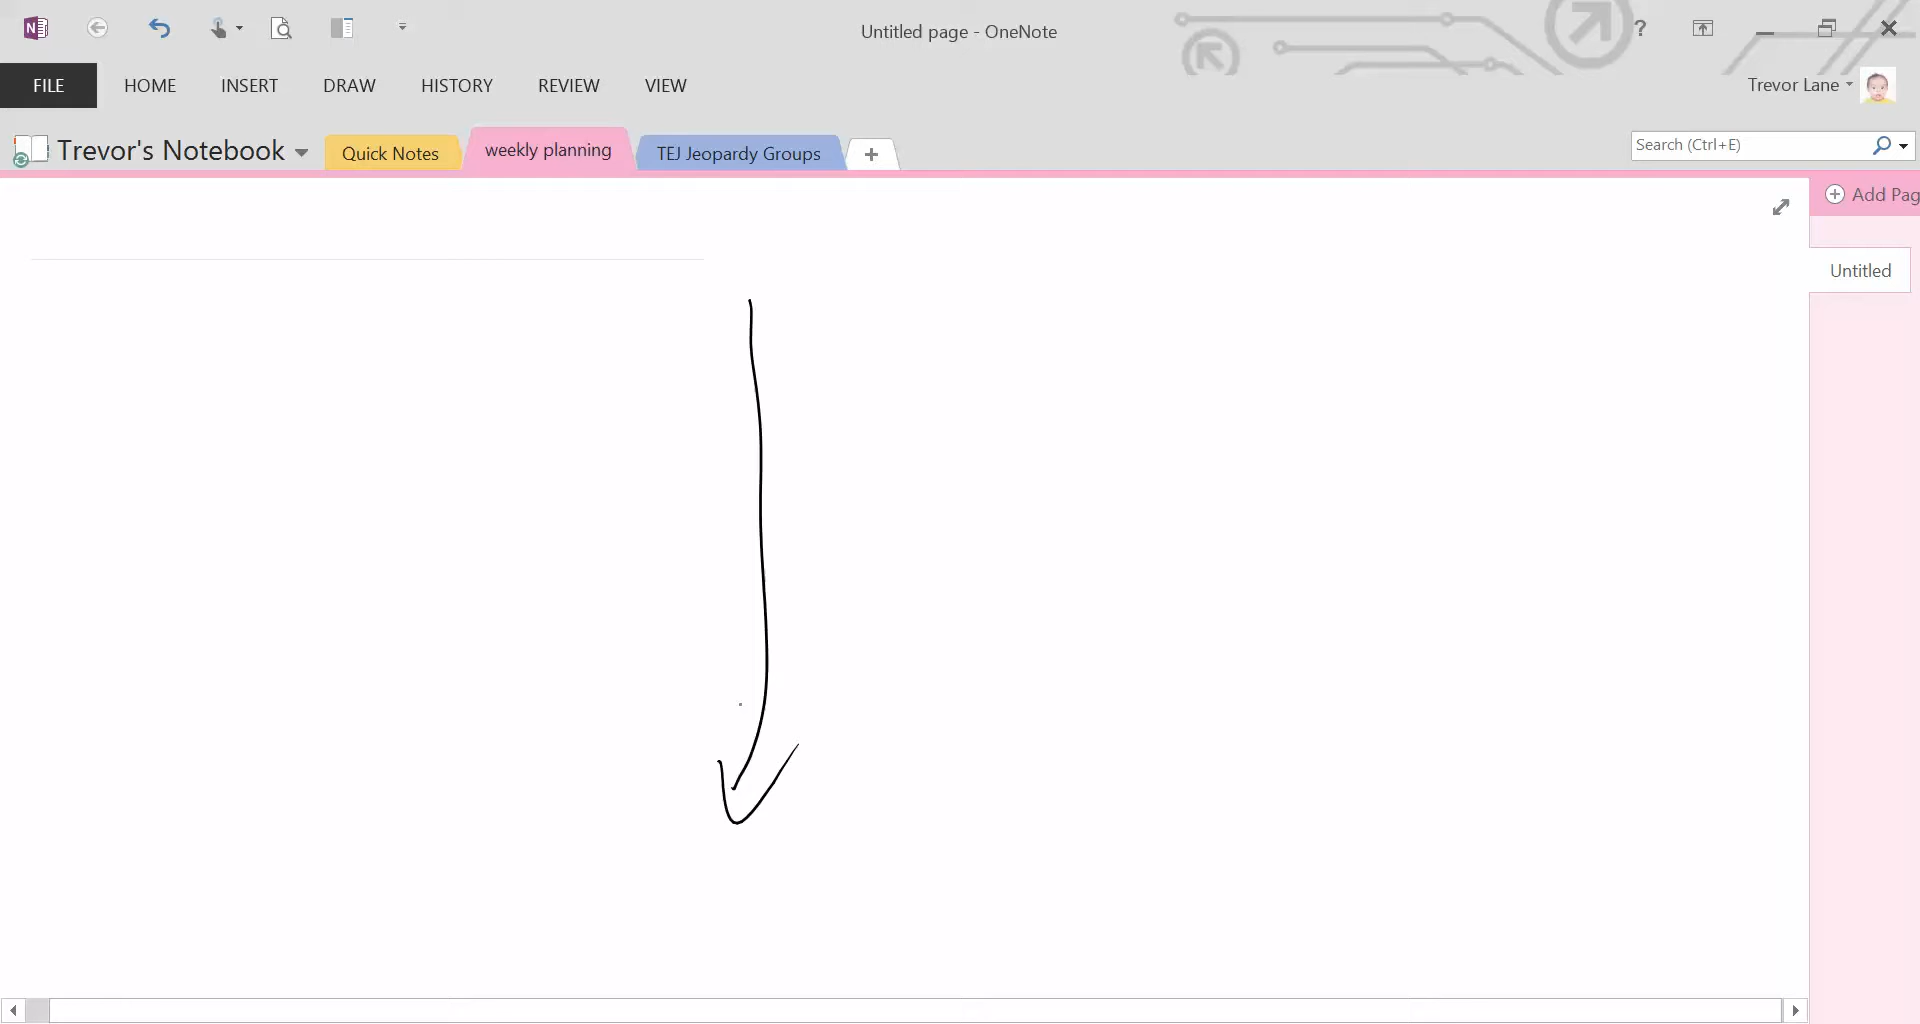 Untitled page - OneNote
?
FILE HOME INSERT DRAW HISTORY REVIEW VIEW
Trevor Lane
Trevor's Notebook Quick Notes weekly planning TEJ Jeopardy Groups +
Search (Ctrl+E)
Add Pag
Untitled